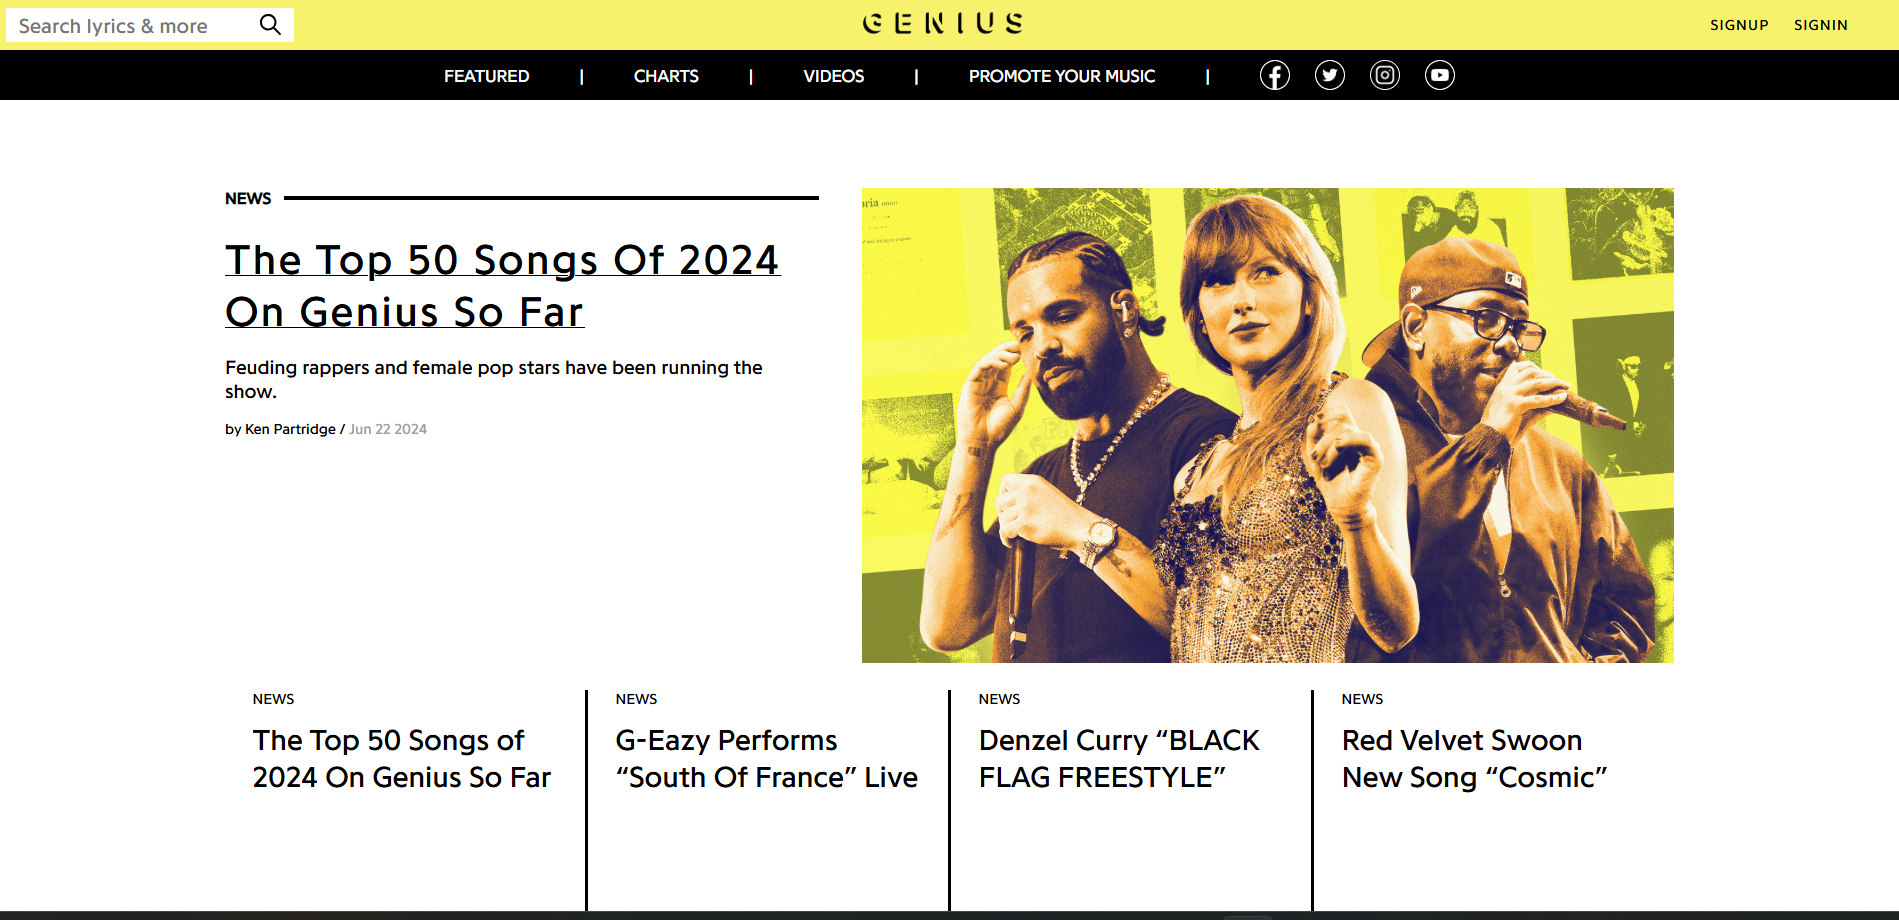 Search lyrics & more
GENIUS
SIGNUP SIGNIN
FEATURED | CHARTS | VIDEOS | PROMOTE YOUR MUSIC |
NEWS
The Top 50 Songs Of 2024
On Genius So Far
Feuding rappers and female pop stars have been running the
show.
by Ken Partridge / Jun 22 2024
NEWS
The Top 50 Songs of
2024 On Genius So Far
NEWS
G-Eazy Performs
“South Of France” Live
NEWS
Denzel Curry “BLACK
FLAG FREESTYLE”
NEWS
Red Velvet Swoon
New Song “Cosmic”